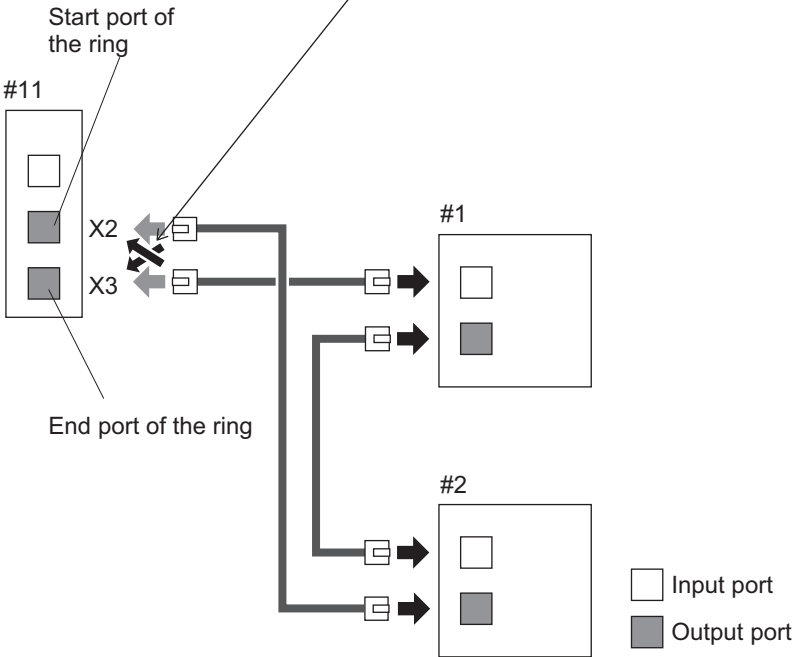 Start port of
the ring
#11
X2
X3
#1
End port of the ring
#2
Input port
Output port